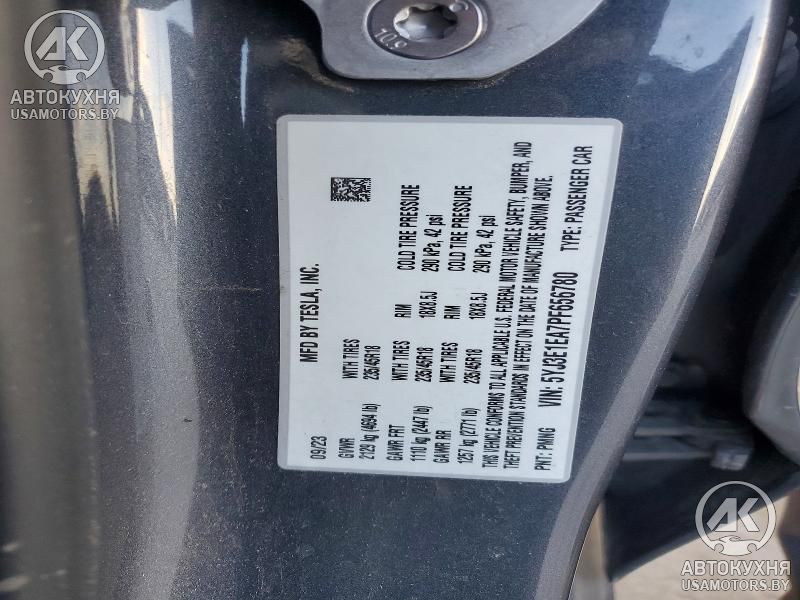 AK
АВТОКУХНЯ
USAMOTORS.BY
10.9
MFD BY TESLA, INC.
09/23
GVWR WITH TIRES RIM COLD TIRE PRESSURE
2129 kg (4694 lb) 235/45R18 18X8.5J 290 kPa, 42 psi
GAWR FRT
1110 kg (2447 lb) 235/45R18
GAWR RR WITH TIRES RIM COLD TIRE PRESSURE
1257 kg (2771 lb) 235/45R18 18X8.5J 290 kPa, 42 psi
THIS VEHICLE CONFORMS TO ALL APPLICABLE U.S. FEDERAL MOTOR VEHICLE SAFETY, BUMPER, AND
THEFT PREVENTION STANDARDS IN EFFECT ON THE DATE OF MANUFACTURE SHOWN ABOVE.
PNT: PMNG VIN: 5YJ3E1EA7PF656780 TYPE: PASSENGER CAR
AK
АВТОКУХНЯ
USAMOTORS.BY